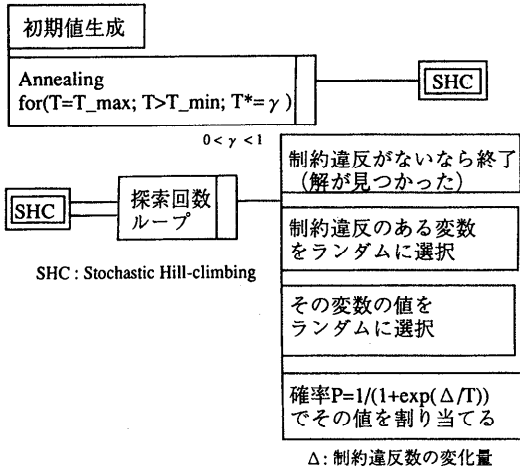 初期値生成
Annealing
for(T=T_max; T>T_min; T*=γ)
SHC
0<γ<1
SHC
探索回数
ループ
SHC : Stochastic Hill-climbing
制約違反がないなら終了
（解が見つかった）
制約違反のある変数
をランダムに選択
その変数の値を
ランダムに選択
確率P=1/(1+exp(Δ/T))
でその値を割り当てる
Δ: 制約違反数の変化量